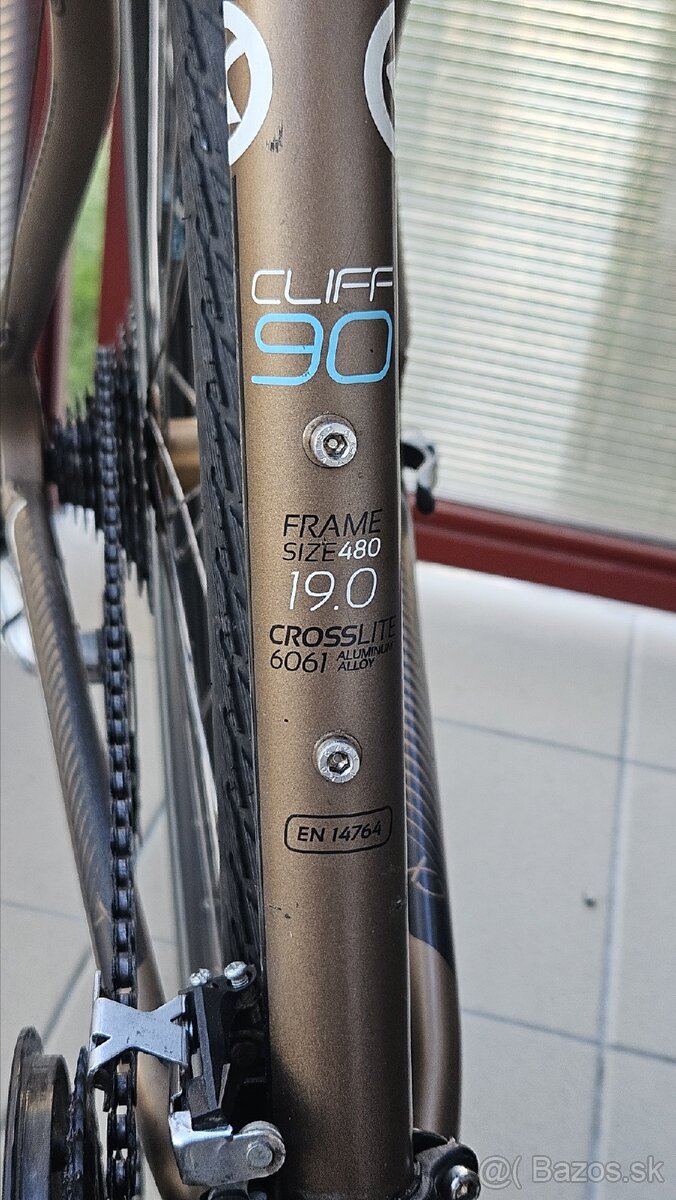 CLIFF
90
FRAME
SIZE 480
19.0
CROSSLITE
6061 ALUMINUM
ALLOY
EN 14764
@( Bazos.sk